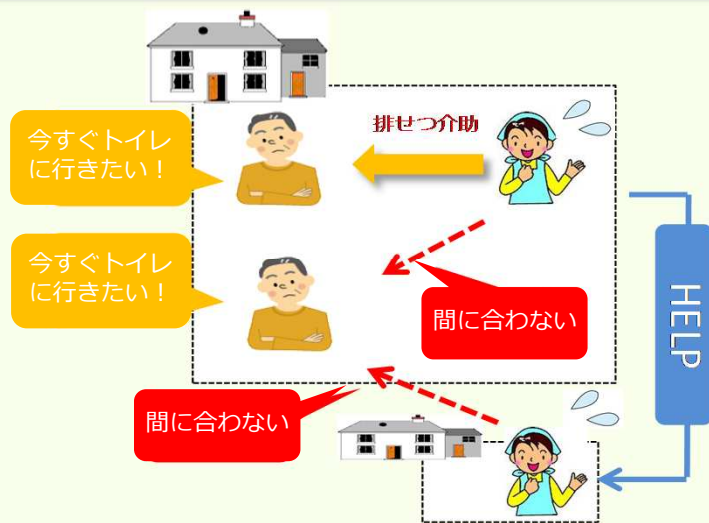 今すぐトイレ
に行きたい！
排せつ介助
今すぐトイレ
に行きたい！
間に合わない
HELP
間に合わない